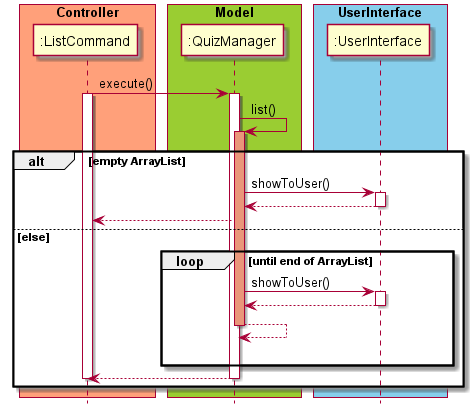 Controller
Model
UserInterface
:ListCommand
:QuizManager
:UserInterface
execute()
list()
alt
[empty ArrayList]
showToUser()
[else]
loop
[until end of ArrayList]
showToUser()